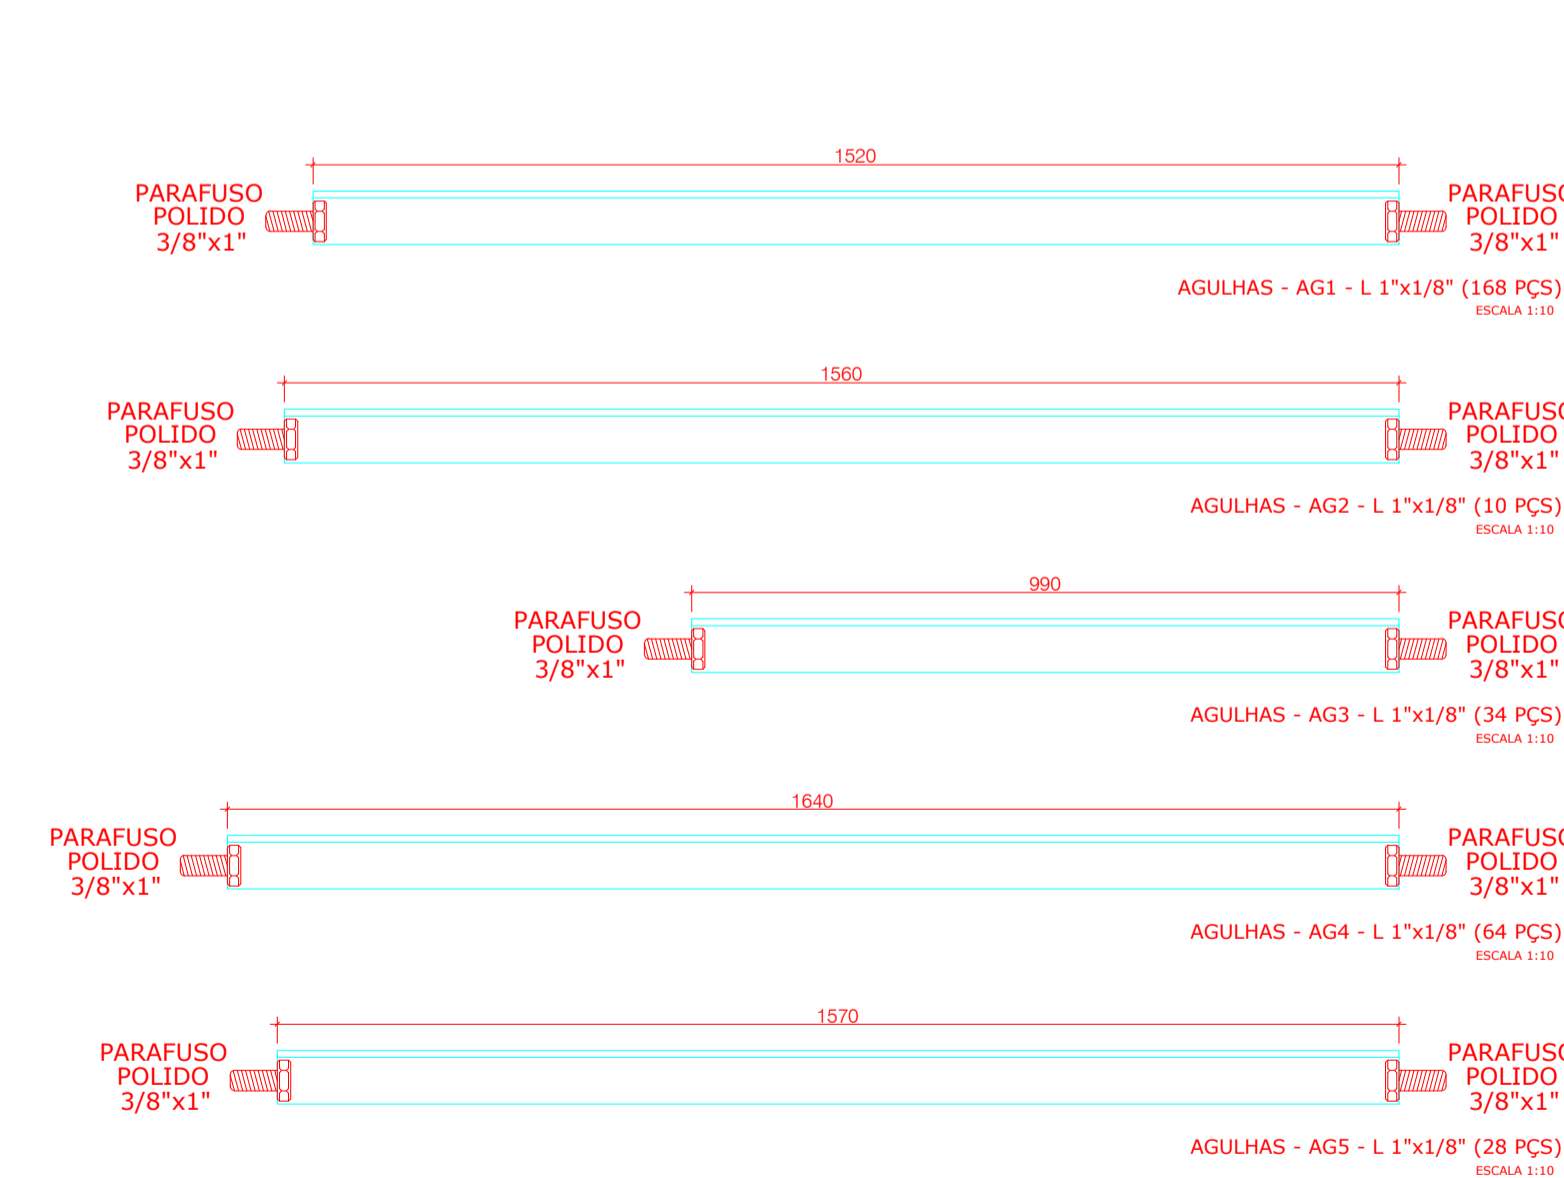 1520
PARAFUSO
POLIDO
3/8"x1"
PARAFUSO
POLIDO
3/8"x1"
AGULHAS - AG1 - L 1"x1/8" (168 PÇS)
ESCALA 1:10
1560
PARAFUSO
POLIDO
3/8"x1"
PARAFUSO
POLIDO
3/8"x1"
AGULHAS - AG2 - L 1"x1/8" (10 PÇS)
ESCALA 1:10
990
PARAFUSO
POLIDO
3/8"x1"
PARAFUSO
POLIDO
3/8"x1"
AGULHAS - AG3 - L 1"x1/8" (34 PÇS)
ESCALA 1:10
1640
PARAFUSO
POLIDO
3/8"x1"
PARAFUSO
POLIDO
3/8"x1"
AGULHAS - AG4 - L 1"x1/8" (64 PÇS)
ESCALA 1:10
1570
PARAFUSO
POLIDO
3/8"x1"
PARAFUSO
POLIDO
3/8"x1"
AGULHAS - AG5 - L 1"x1/8" (28 PÇS)
ESCALA 1:10